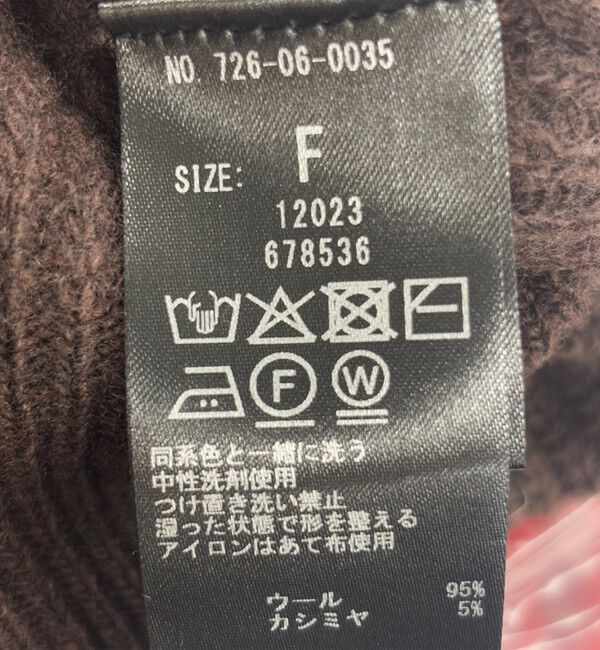 NO. 726-06-0035
SIZE: F
12023
678536
F W
同系色と一緒に洗う
中性洗剤使用
つけ置き洗い禁止
湿った状態で形を整える
アイロンはあて布使用
ウール 95%
カシミヤ 5%